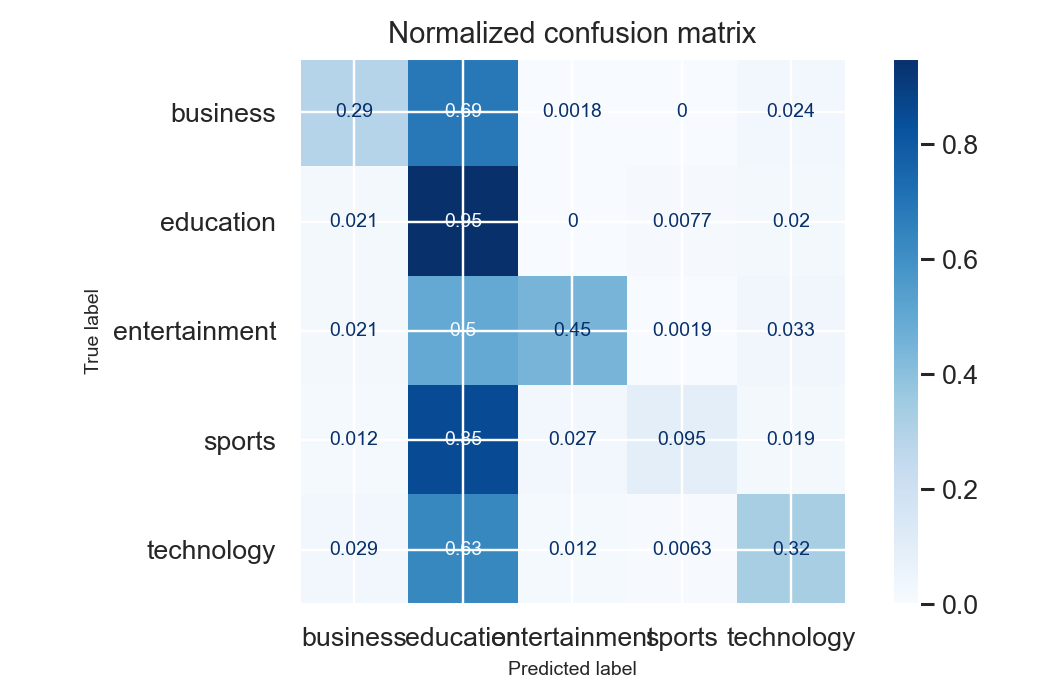 Normalized confusion matrix
business 0.29 0.69 0.0018 0 0.024
education 0.021 0.95 0 0.0077 0.02
entertainment 0.021 0.5 0.45 0.0019 0.033
sports 0.012 0.85 0.027 0.095 0.019
technology 0.029 0.63 0.012 0.0063 0.32
True label
business education entertainment sports technology
Predicted label
0.8
0.6
0.4
0.2
0.0